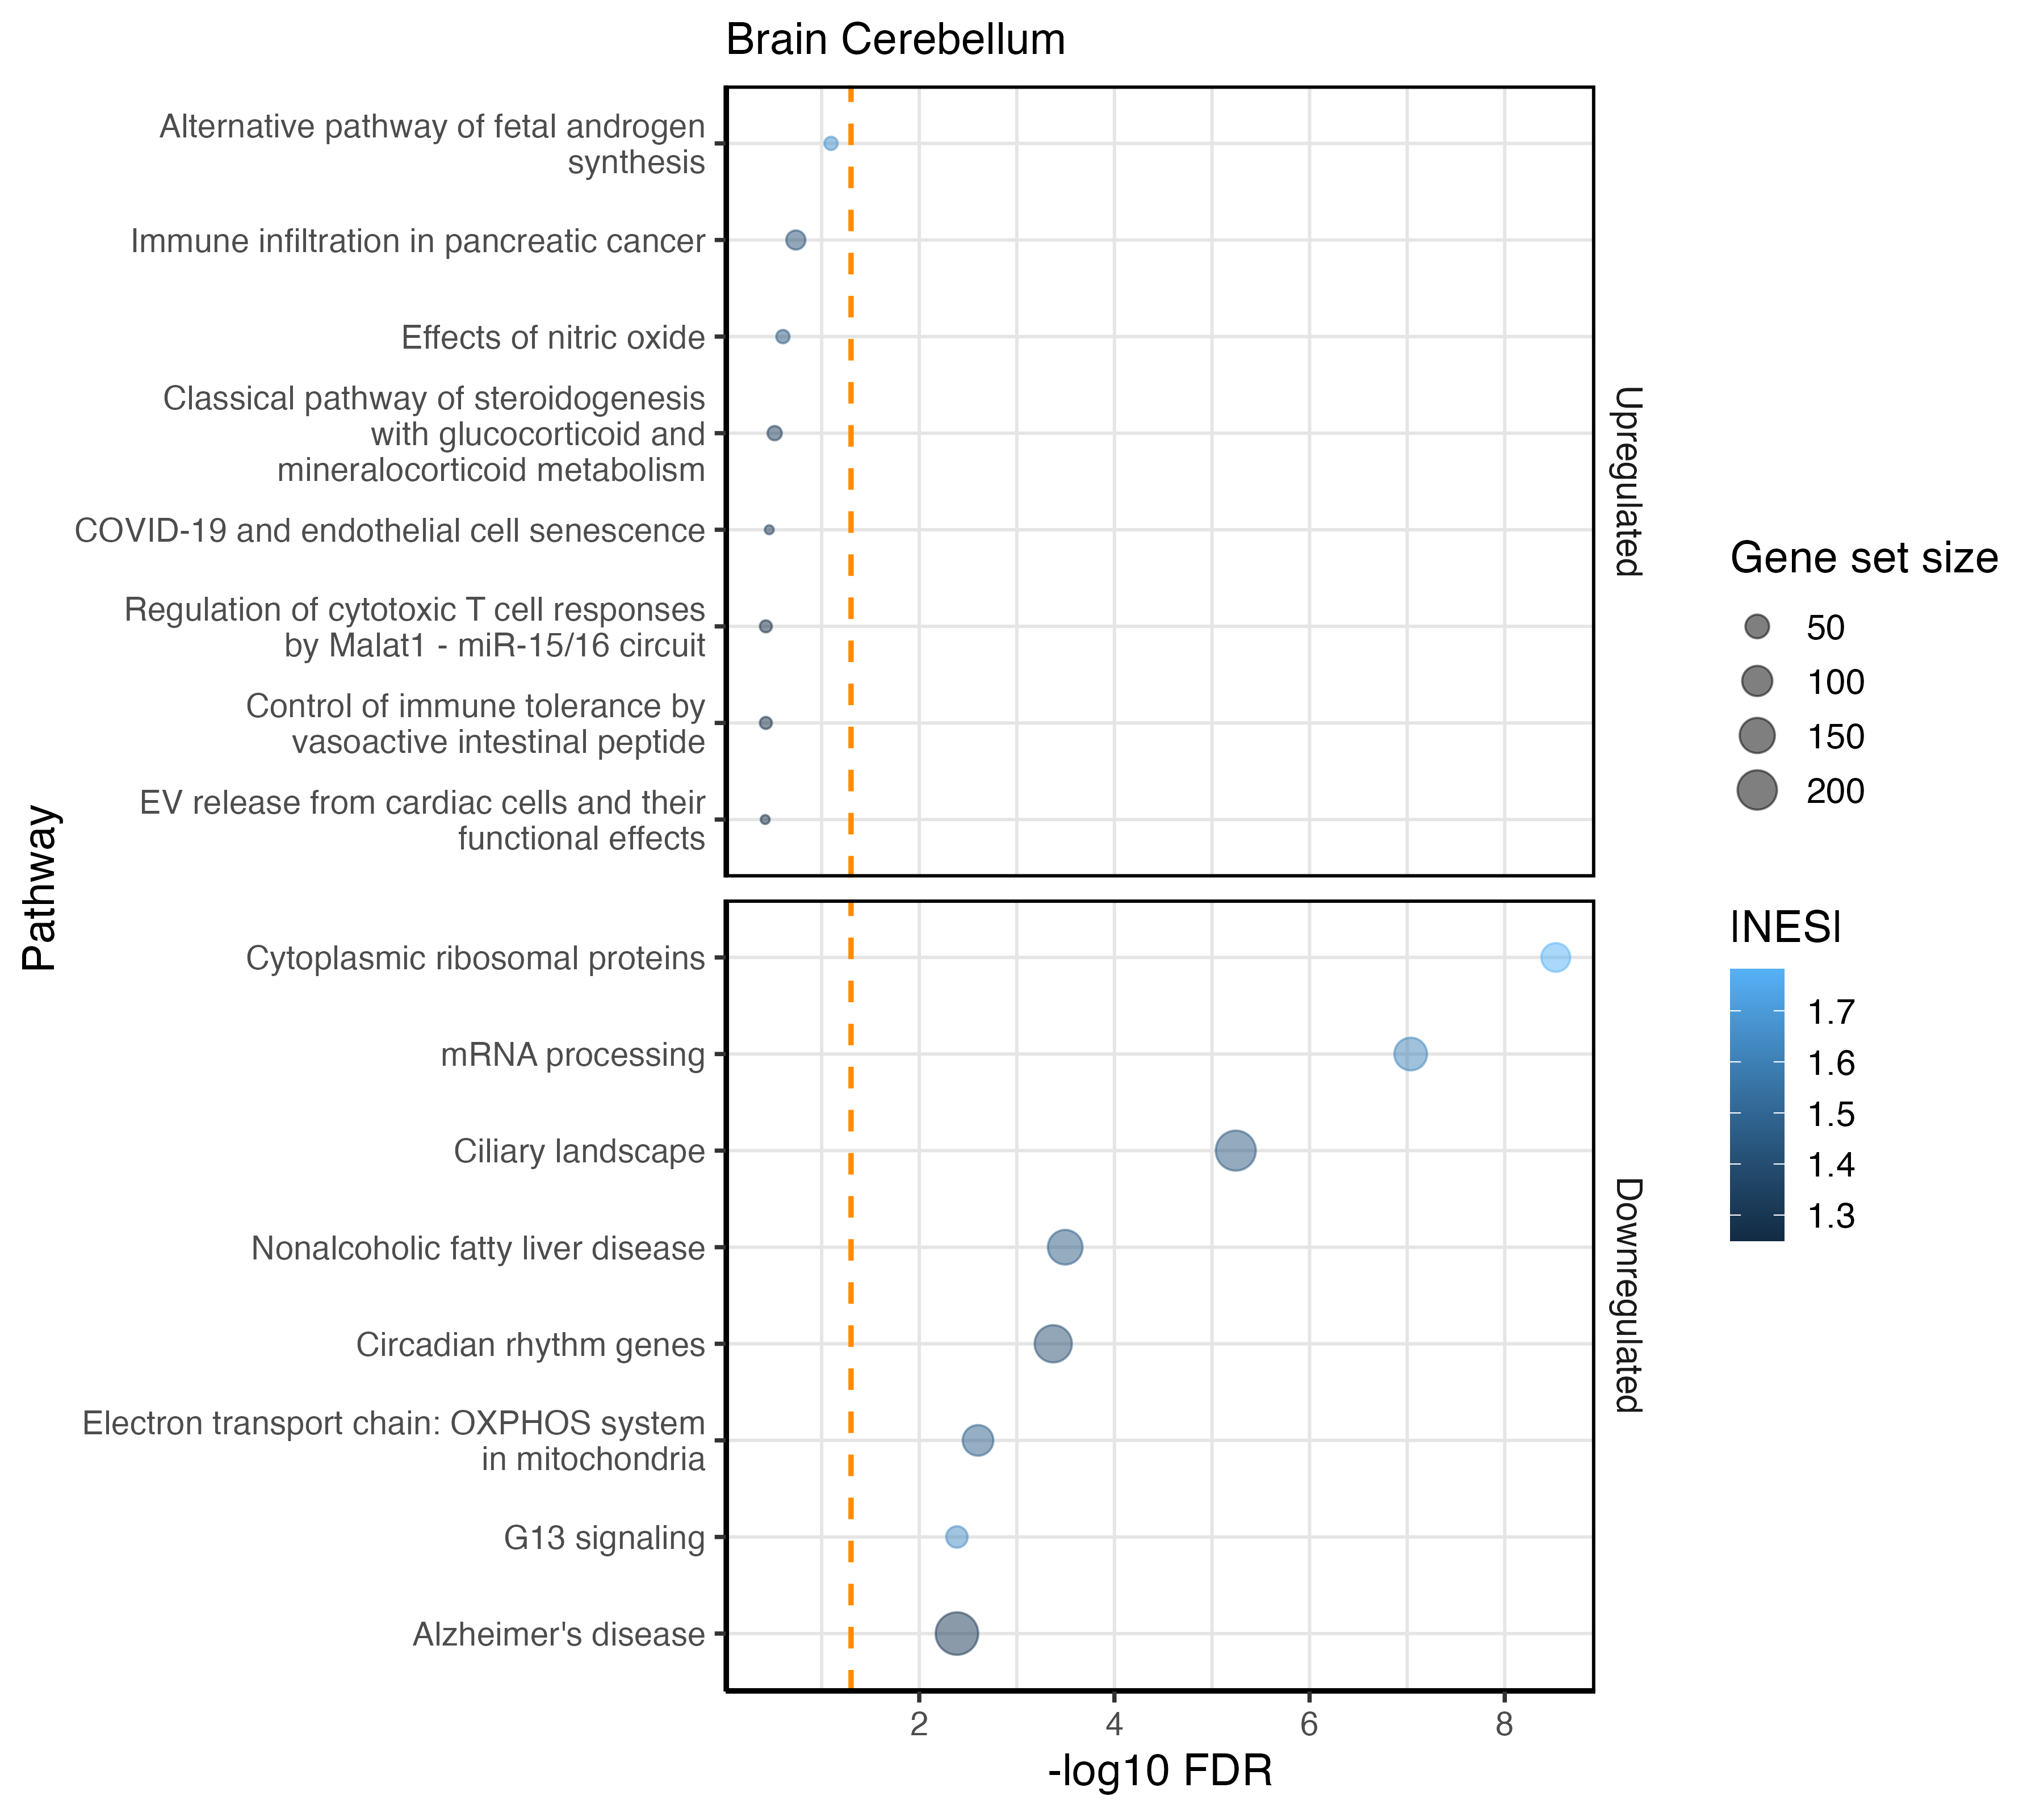 Brain Cerebellum
Alternative pathway of fetal androgen
synthesis
Immune infiltration in pancreatic cancer
Effects of nitric oxide
Classical pathway of steroidogenesis
with glucocorticoid and
mineralocorticoid metabolism
COVID-19 and endothelial cell senescence
Regulation of cytotoxic T cell responses
by Malat1 - miR-15/16 circuit
Control of immune tolerance by
vasoactive intestinal peptide
EV release from cardiac cells and their
functional effects
Upregulated
Cytoplasmic ribosomal proteins
mRNA processing
Ciliary landscape
Nonalcoholic fatty liver disease
Circadian rhythm genes
Electron transport chain: OXPHOS system
in mitochondria
G13 signaling
Alzheimer's disease
Downregulated
Pathway
2 4 6 8
-log10 FDR
Gene set size
50
100
150
200
|NES|
1.7
1.6
1.5
1.4
1.3